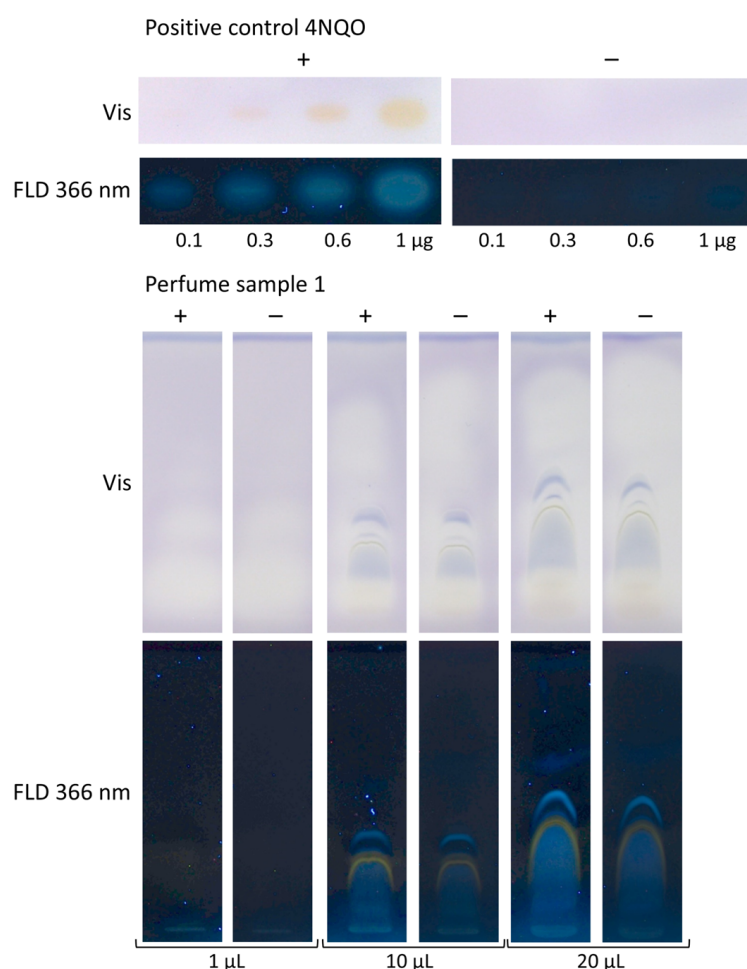 Positive control 4NQO
+ −
Vis
FLD 366 nm
0.1 0.3 0.6 1 µg 0.1 0.3 0.6 1 µg
Perfume sample 1
+ − + − + −
Vis
FLD 366 nm
1 µL 10 µL 20 µL